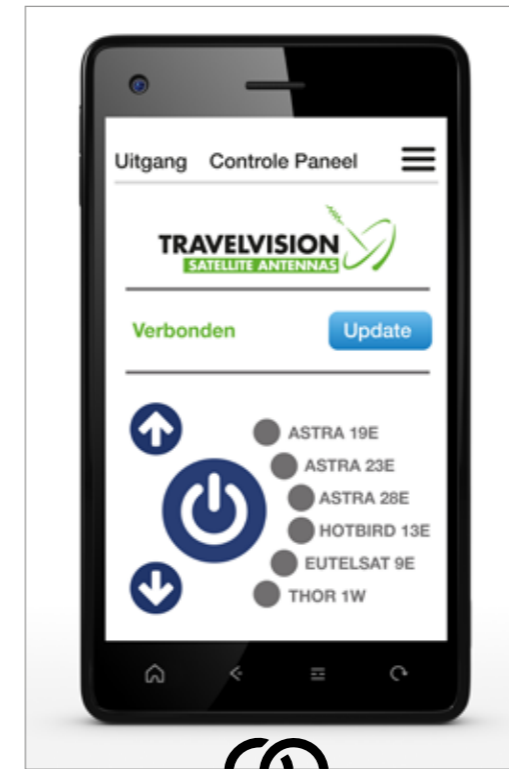 Uitgang Controle Paneel
TRAVELVISION
SATELLITE ANTENNAS
Verbonden Update
ASTRA 19E
ASTRA 23E
ASTRA 28E
HOTBIRD 13E
EUTELSAT 9E
THOR 1W